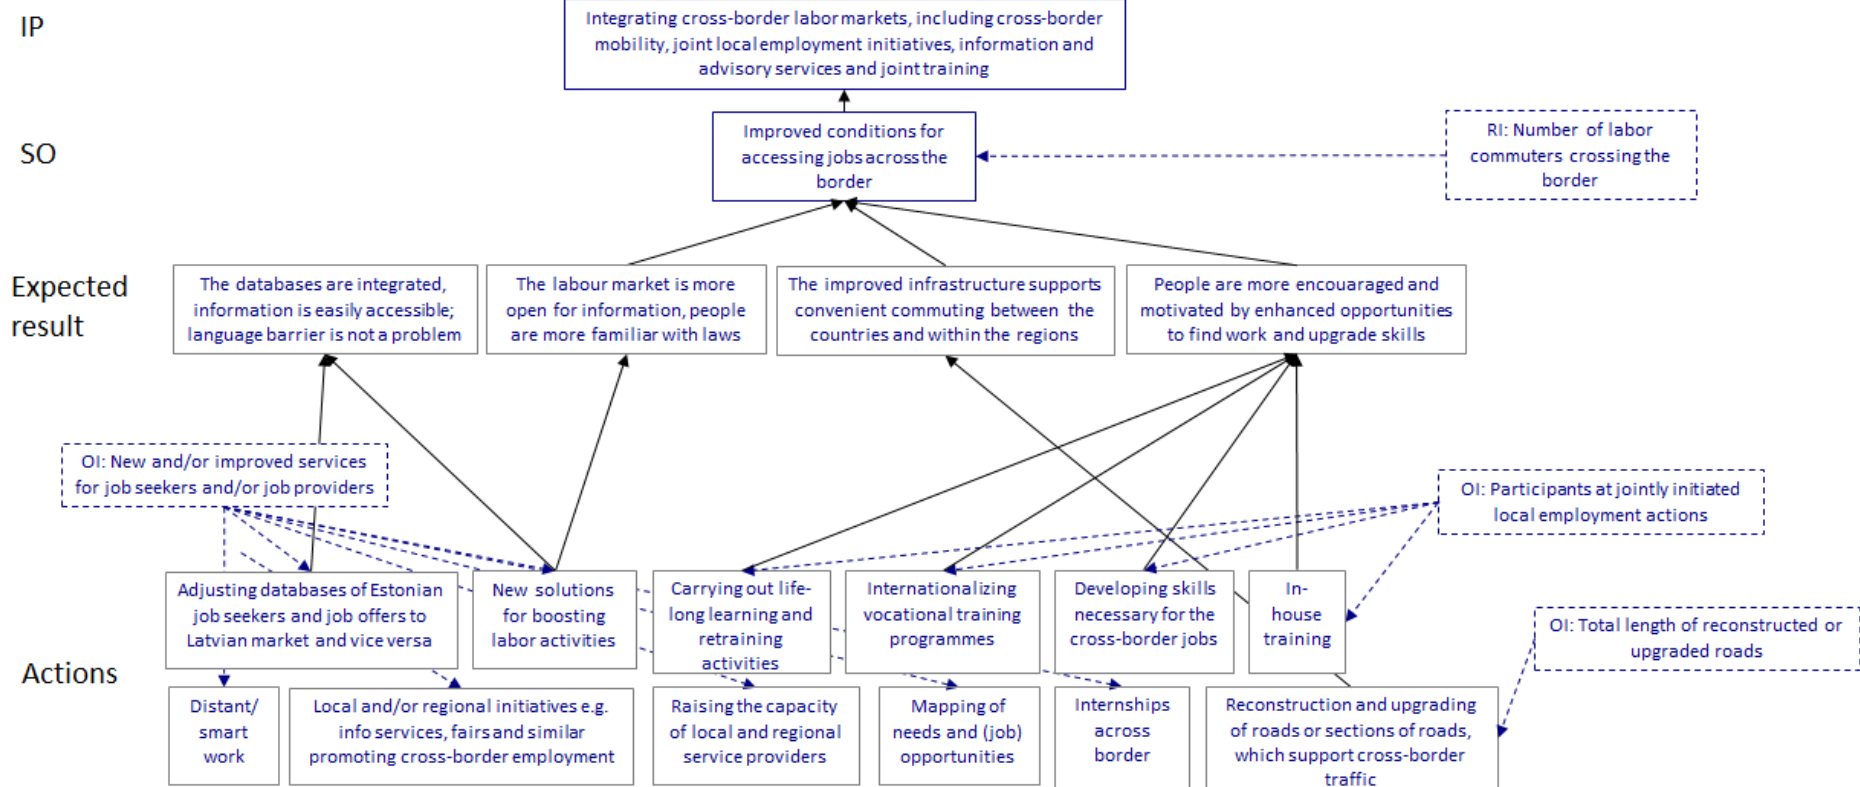 IP
Integrating cross-border labor markets, including cross-border
mobility, joint local employment initiatives, information and
advisory services and joint training
SO
Improved conditions for
accessing jobs across the
border
RI: Number of labor
commuters crossing the
border
Expected
result
The databases are integrated,
information is easily accessible;
language barrier is not a problem
The labour market is more
open for information, people
are more familiar with laws
The improved infrastructure supports
convenient commuting between the
countries and within the regions
People are more encouaraged and
motivated by enhanced opportunities
to find work and upgrade skills
OI: New and/or improved services
for job seekers and/or job providers
OI: Participants at jointly initiated
local employment actions
Actions
Adjusting databases of Estonian
job seekers and job offers to
Latvian market and vice versa
New solutions
for boosting
labor activities
Carrying out life-
long learning and
retraining
activities
Internationalizing
vocational training
programmes
Developing skills
necessary for the
cross-border jobs
In-
house
training
OI: Total length of reconstructed or
upgraded roads
Distant/
smart
work
Local and/or regional initiatives e.g.
info services, fairs and similar
promoting cross-border employment
Raising the capacity
of local and regional
service providers
Mapping of
needs and (job)
opportunities
Internships
across
border
Reconstruction and upgrading
of roads or sections of roads,
which support cross-border
traffic